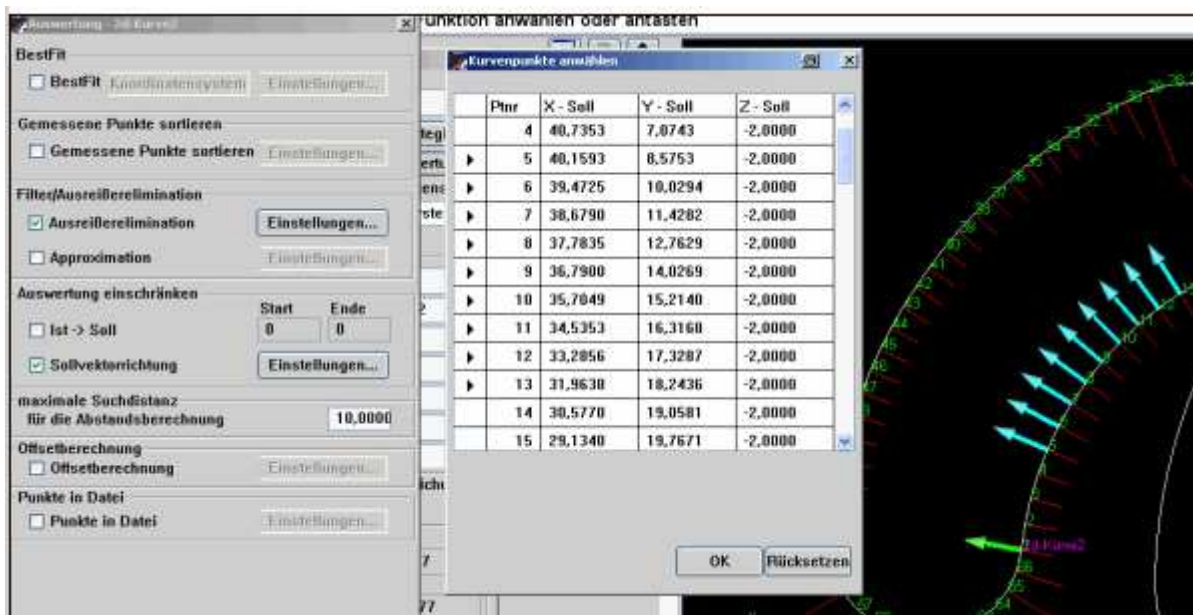 Auswertung - 2d-Kurve2
unktion anwählen oder antasten
BestFit
BestFit Koordinatensystem Einstellungen...
Gemessene Punkte sortieren
Gemessene Punkte sortieren Einstellungen...
Filter/Ausreißerelimination
Ausreißerelimination Einstellungen...
Approximation Einstellungen...
Auswertung einschränken
Start Ende
Ist -> Soll 0 0
Sollvektorrichtung Einstellungen...
maximale Suchdistanz
für die Abstandsberechnung 10,0000
Offsetberechnung
Offsetberechnung Einstellungen...
Punkte in Datei
Punkte in Datei Einstellungen...
Kurvenpunkte anwählen
Ptnr X - Soll Y - Soll Z - Soll
4 40,7353 7,0743 -2,0000
5 40,1593 8,5753 -2,0000
6 39,4725 10,0294 -2,0000
7 38,6790 11,4282 -2,0000
8 37,7835 12,7629 -2,0000
9 36,7900 14,0269 -2,0000
10 35,7049 15,2140 -2,0000
11 34,5353 16,3160 -2,0000
12 33,2856 17,3287 -2,0000
13 31,9630 18,2436 -2,0000
14 30,5770 19,0581 -2,0000
15 29,1340 19,7671 -2,0000
OK Rücksetzen
77